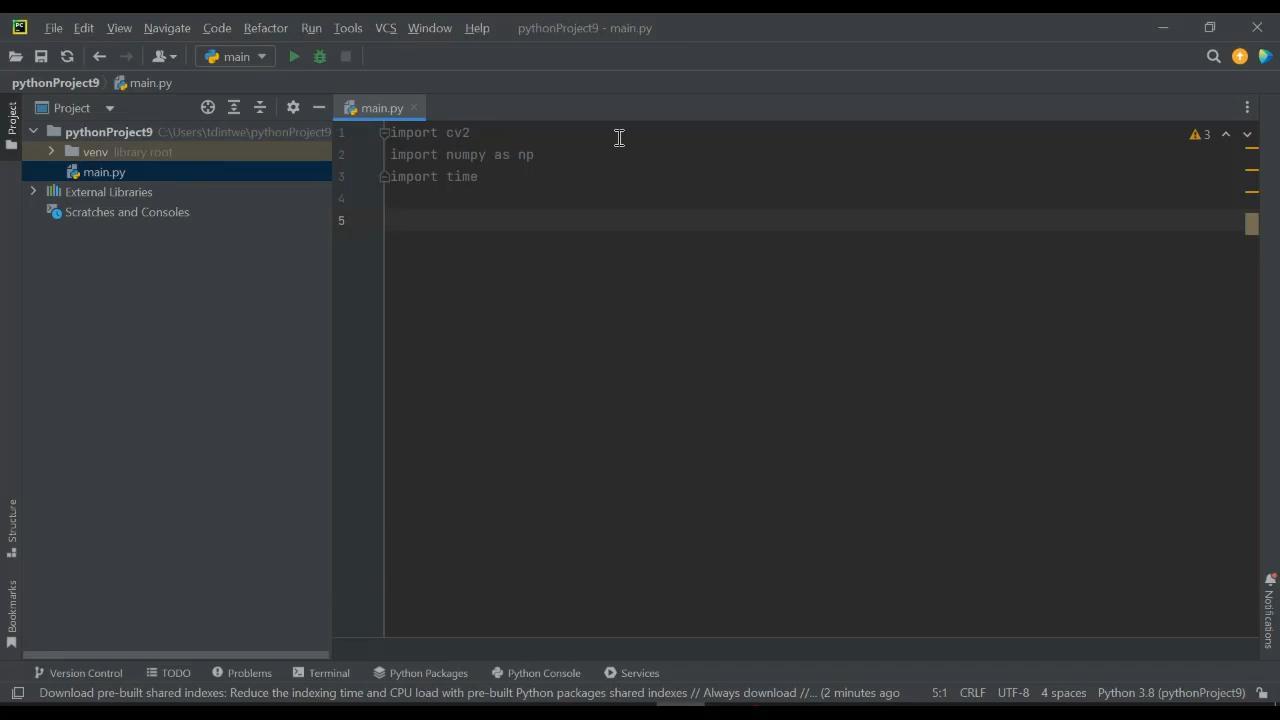 PC File Edit View Navigate Code Refactor Run Tools VCS Window Help pythonProject9 - main.py
main
pythonProject9 main.py
Project
Project
main.py
pythonProject9 C:\Users\tdintwe\pythonProject9
venv library root
main.py
External Libraries
Scratches and Consoles
1 import cv2
2 import numpy as np
3 import time
4
5
3
Structure
Bookmarks
Notifications
Version Control TODO Problems Terminal Python Packages Python Console Services
Download pre-built shared indexes: Reduce the indexing time and CPU load with pre-built Python packages shared indexes // Always download //... (2 minutes ago 5:1 CRLF UTF-8 4 spaces Python 3.8 (pythonProject9)